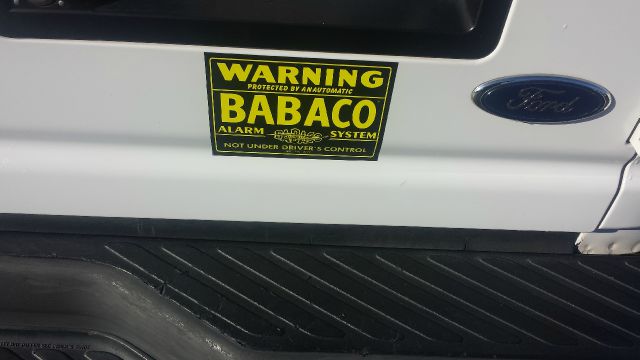 WARNING
PROTECTED BY AN AUTOMATIC
BABACO
ALARM BABACO SYSTEM
NOT UNDER DRIVER'S CONTROL
Ford